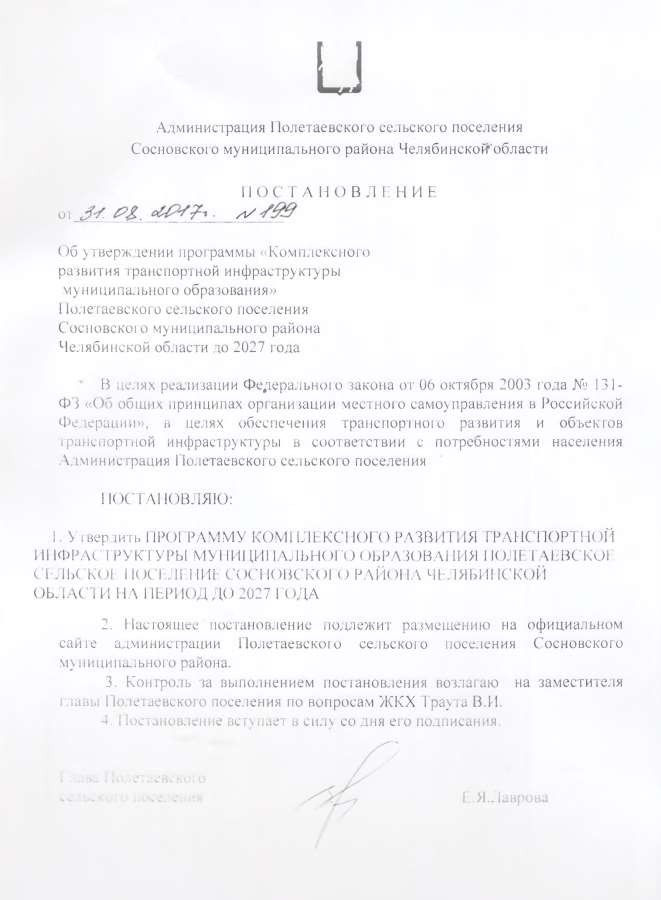 Администрация Полетаевского сельского поселения
Сосновского муниципального района Челябинской области
ПОСТАНОВЛЕНИЕ
от 31.08.2017г. N 199
Об утверждении программы «Комплексного
развития транспортной инфраструктуры
муниципального образования»
Полетаевского сельского поселения
Сосновского муниципального района
Челябинской области до 2027 года
В целях реализации Федерального закона от 06 октября 2003 года № 131-
ФЗ «Об общих принципах организации местного самоуправления в Российской
Федерации», в целях обеспечения транспортного развития и объектов
транспортной инфраструктуры в соответствии с потребностями населения
Администрация Полетаевского сельского поселения
ПОСТАНОВЛЯЮ:
1. Утвердить ПРОГРАММУ КОМПЛЕКСНОГО РАЗВИТИЯ ТРАНСПОРТНОЙ
ИНФРАСТРУКТУРЫ МУНИЦИПАЛЬНОГО ОБРАЗОВАНИЯ ПОЛЕТАЕВСКОЕ
СЕЛЬСКОЕ ПОСЕЛЕНИЕ СОСНОВСКОГО РАЙОНА ЧЕЛЯБИНСКОЙ
ОБЛАСТИ НА ПЕРИОД ДО 2027 ГОДА
2. Настоящее постановление подлежит размещению на официальном
сайте администрации Полетаевского сельского поселения Сосновского
муниципального района.
3. Контроль за выполнением постановления возлагаю на заместителя
главы Полетаевского поселения по вопросам ЖКХ Траута В.И.
4. Постановление вступает в силу со дня его подписания.
Глава Полетаевского
сельского поселения Е.Я.Лаврова